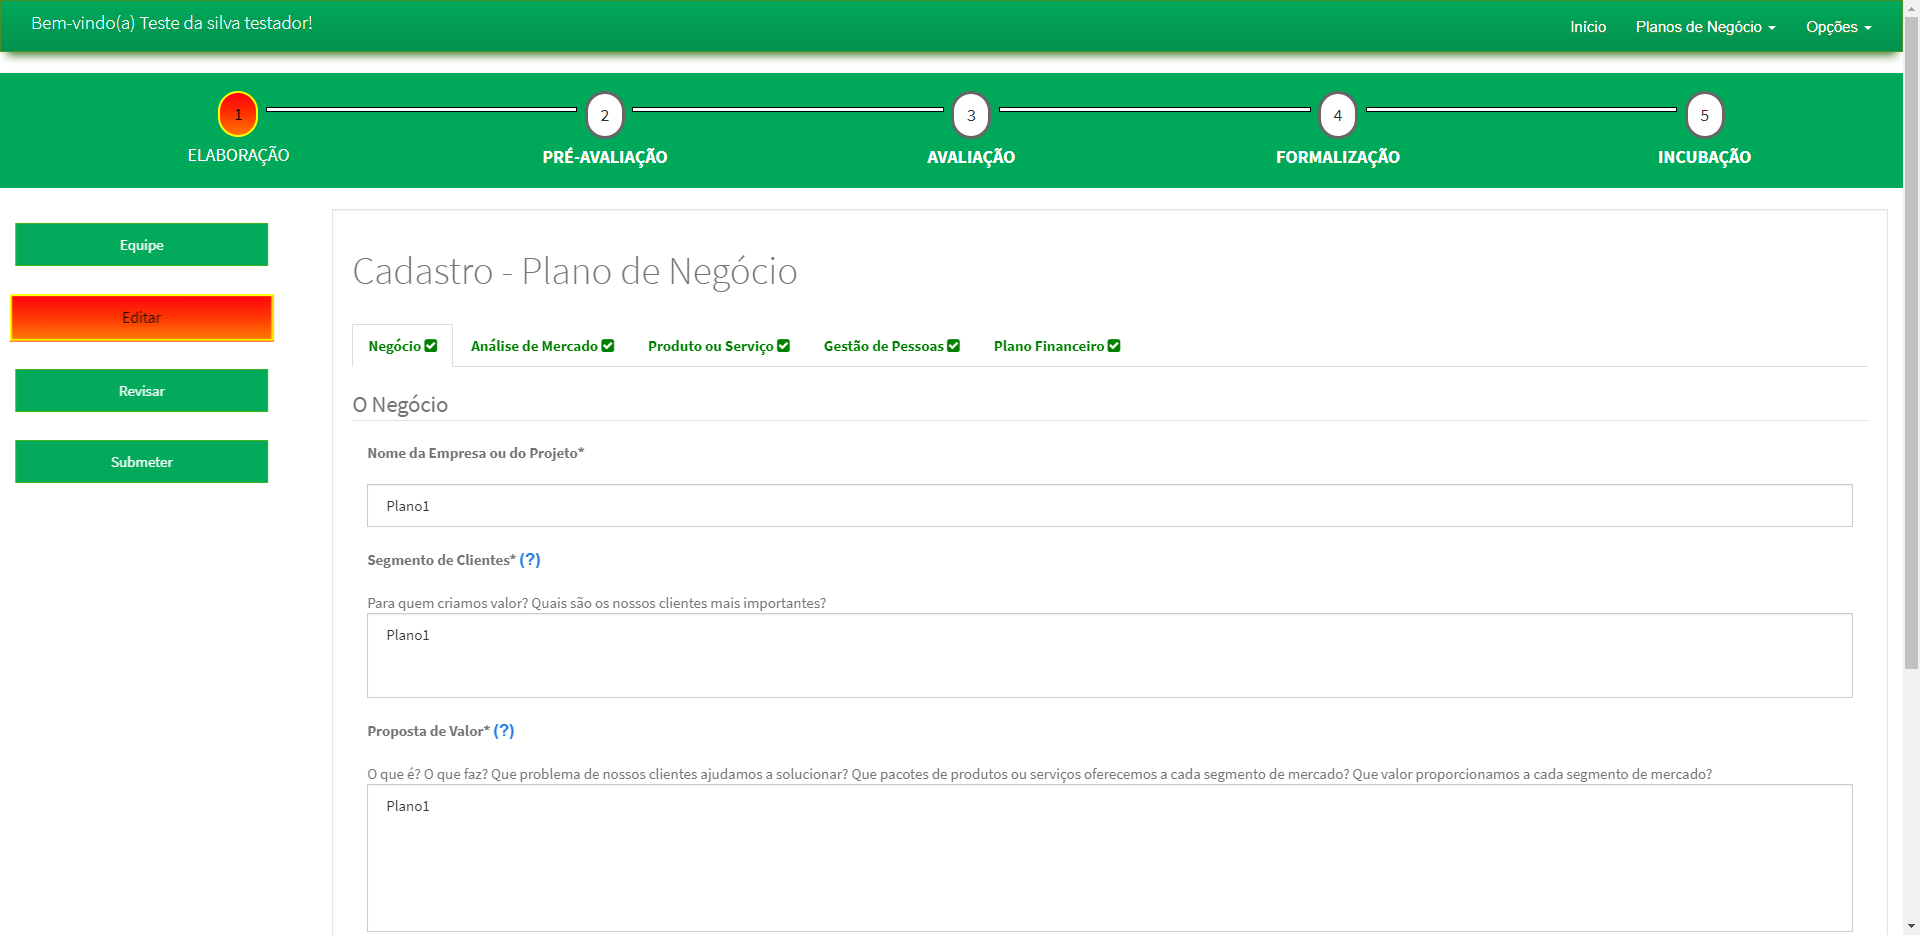 Bem-vindo(a) Teste da silva testador!
Início Planos de Negócio Opções
1 2 3 4 5
ELABORAÇÃO PRÉ-AVALIAÇÃO AVALIAÇÃO FORMALIZAÇÃO INCUBAÇÃO
Equipe
Editar
Revisar
Submeter
Cadastro - Plano de Negócio
Negócio Análise de Mercado Produto ou Serviço Gestão de Pessoas Plano Financeiro
O Negócio
Nome da Empresa ou do Projeto*
Plano1
Segmento de Clientes* (?)
Para quem criamos valor? Quais são os nossos clientes mais importantes?
Plano1
Proposta de Valor* (?)
O que é? O que faz? Que problema de nossos clientes ajudamos a solucionar? Que pacotes de produtos ou serviços oferecemos a cada segmento de mercado? Que valor proporcionamos a cada segmento de mercado?
Plano1